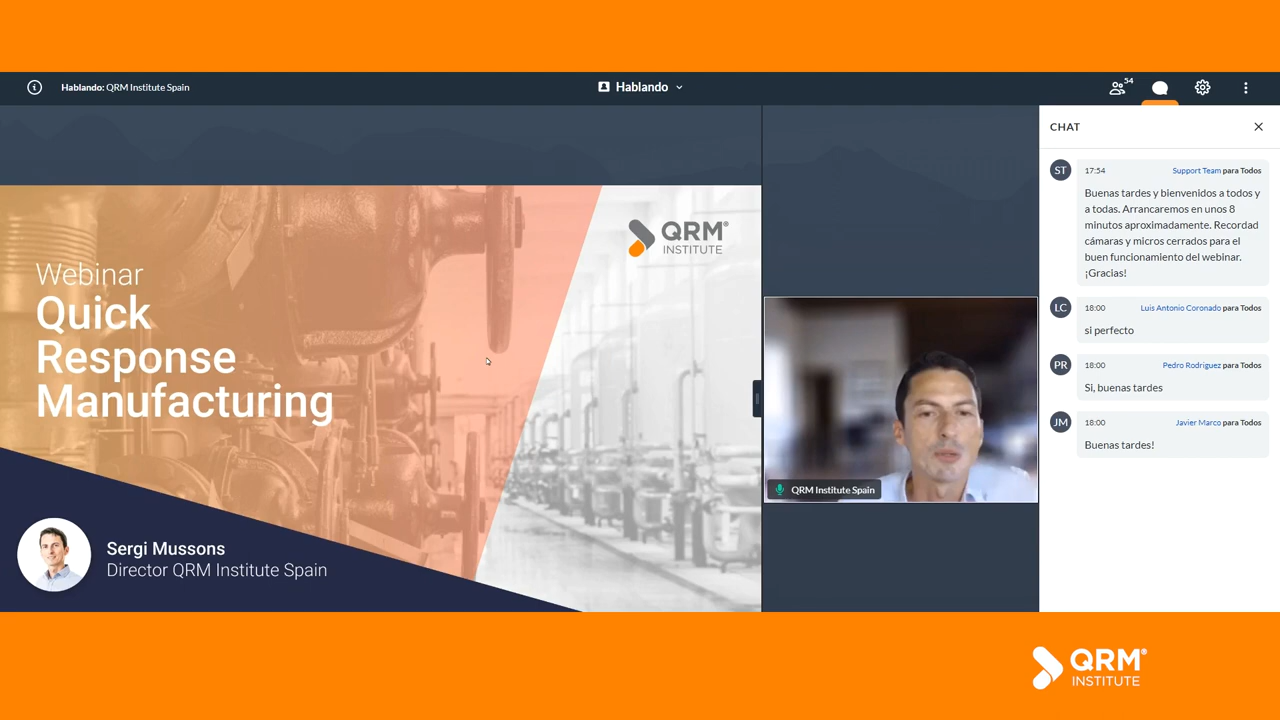 Hablando: QRM Institute Spain
Hablando
54
Webinar
Quick
Response
Manufacturing
QRM®
INSTITUTE
Sergi Mussons
Director QRM Institute Spain
QRM Institute Spain
CHAT
ST
17:54
Support Team para Todos
Buenas tardes y bienvenidos a todos y
a todas. Arrancaremos en unos 8
minutos aproximadamente. Recordad
cámaras y micros cerrados para el
buen funcionamiento del webinar.
¡Gracias!
LC
18:00
Luis Antonio Coronado para Todos
si perfecto
PR
18:00
Pedro Rodriguez para Todos
Si, buenas tardes
JM
18:00
Javier Marco para Todos
Buenas tardes!
QRM®
INSTITUTE